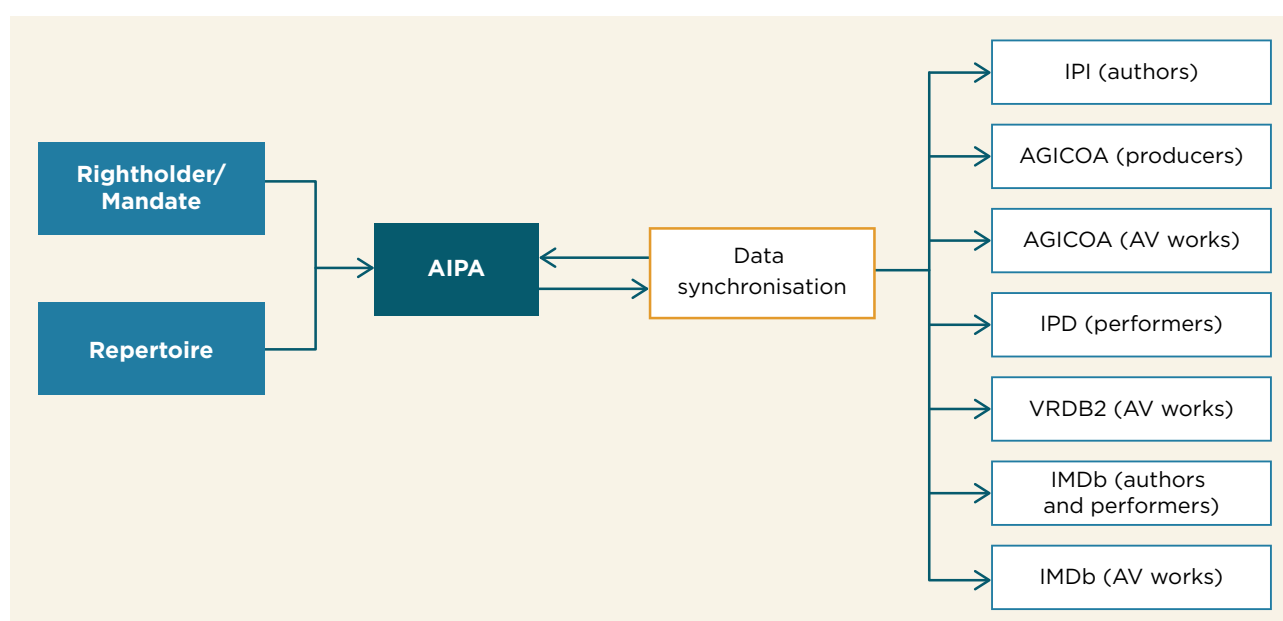 Rightholder/
Mandate
Repertoire
AIPA
Data
synchronisation
IPI (authors)
AGICOA (producers)
AGICOA (AV works)
IPD (performers)
VRDB2 (AV works)
IMDb (authors
and performers)
IMDb (AV works)